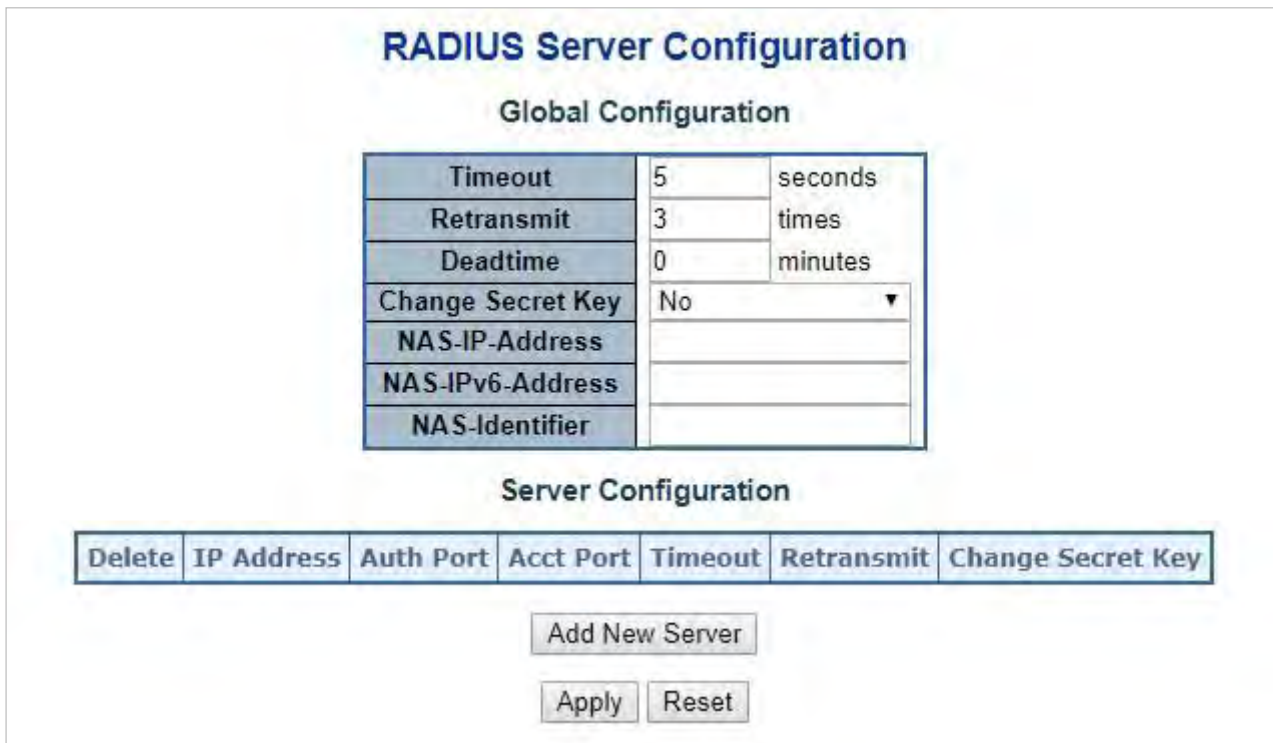 RADIUS Server Configuration
Global Configuration
Timeout 5 seconds
Retransmit 3 times
Deadtime 0 minutes
Change Secret Key No
NAS-IP-Address
NAS-IPv6-Address
NAS-Identifier
Server Configuration
Delete IP Address Auth Port Acct Port Timeout Retransmit Change Secret Key
Add New Server
Apply Reset